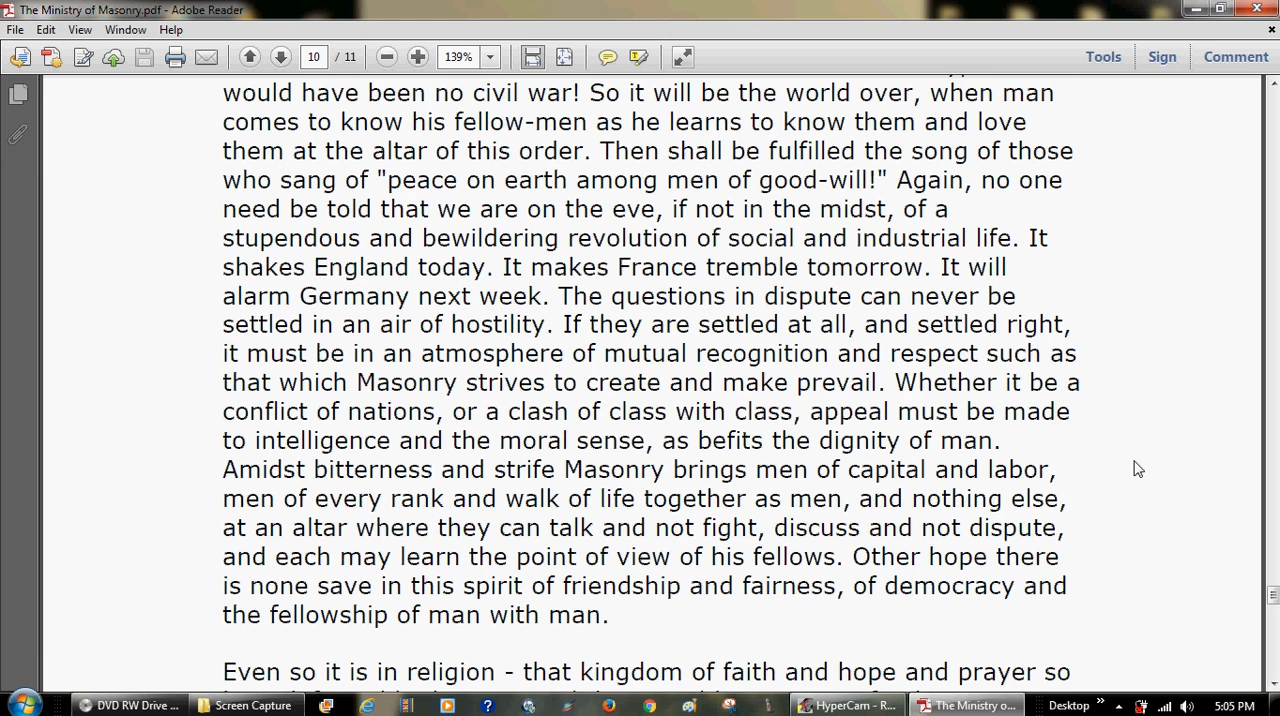 The Ministry of Masonry.pdf - Adobe Reader
File Edit View Window Help
10 / 11 139% Tools Sign Comment
would have been no civil war! So it will be the world over, when man
comes to know his fellow-men as he learns to know them and love
them at the altar of this order. Then shall be fulfilled the song of those
who sang of "peace on earth among men of good-will!" Again, no one
need be told that we are on the eve, if not in the midst, of a
stupendous and bewildering revolution of social and industrial life. It
shakes England today. It makes France tremble tomorrow. It will
alarm Germany next week. The questions in dispute can never be
settled in an air of hostility. If they are settled at all, and settled right,
it must be in an atmosphere of mutual recognition and respect such as
that which Masonry strives to create and make prevail. Whether it be a
conflict of nations, or a clash of class with class, appeal must be made
to intelligence and the moral sense, as befits the dignity of man.
Amidst bitterness and strife Masonry brings men of capital and labor,
men of every rank and walk of life together as men, and nothing else,
at an altar where they can talk and not fight, discuss and not dispute,
and each may learn the point of view of his fellows. Other hope there
is none save in this spirit of friendship and fairness, of democracy and
the fellowship of man with man.
Even so it is in religion - that kingdom of faith and hope and prayer so
DVD RW Drive ... Screen Capture HyperCam - R... The Ministry o... Desktop 5:05 PM